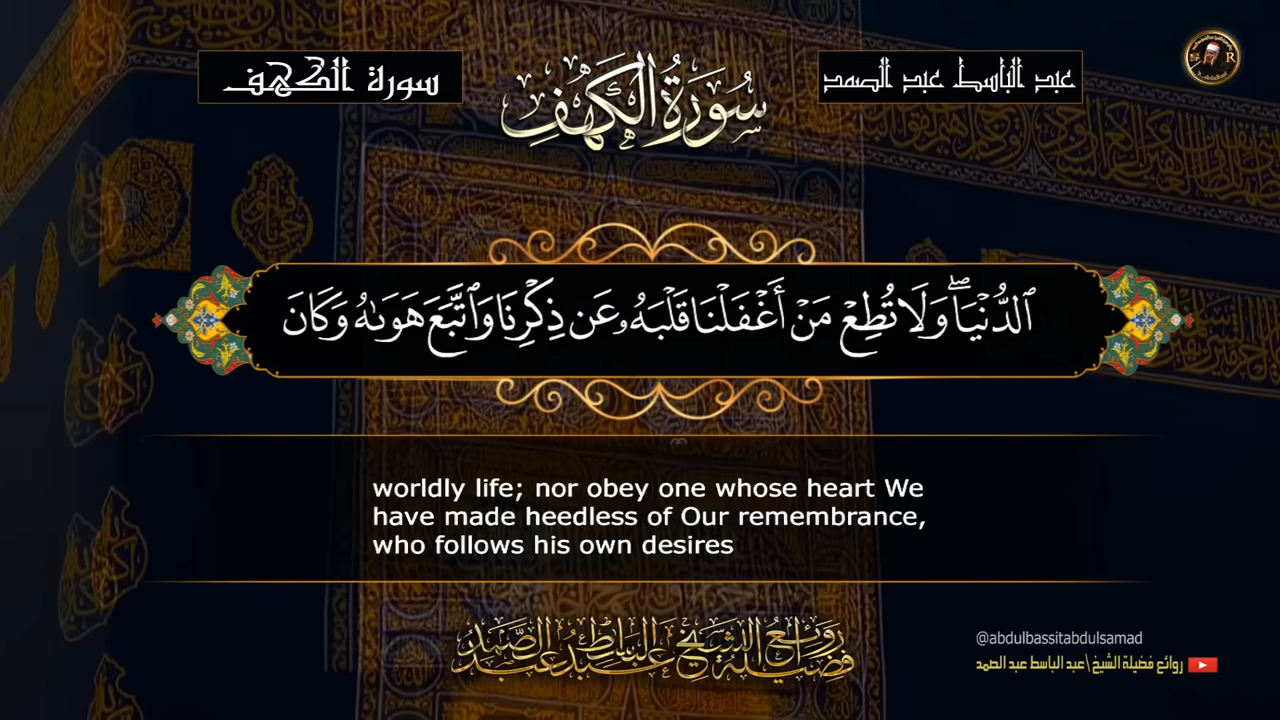 سورة الكهف
سُورَةُ الكَهْفِ
عبد الباسط عبد الصمد
R
ٱلدُّنْيَاۖ وَلَا تُطِعْ مَنْ أَغْفَلْنَا قَلْبَهُۥ عَن ذِكْرِنَا وَٱتَّبَعَ هَوَىٰهُ وَكَانَ
worldly life; nor obey one whose heart We
have made heedless of Our remembrance,
who follows his own desires
روائع فضيلة الشيخ عبد الباسط عبد الصمد
@abdulbassitabdulsamad
روائع فضيلة الشيخ\عبد الباسط عبد الصمد